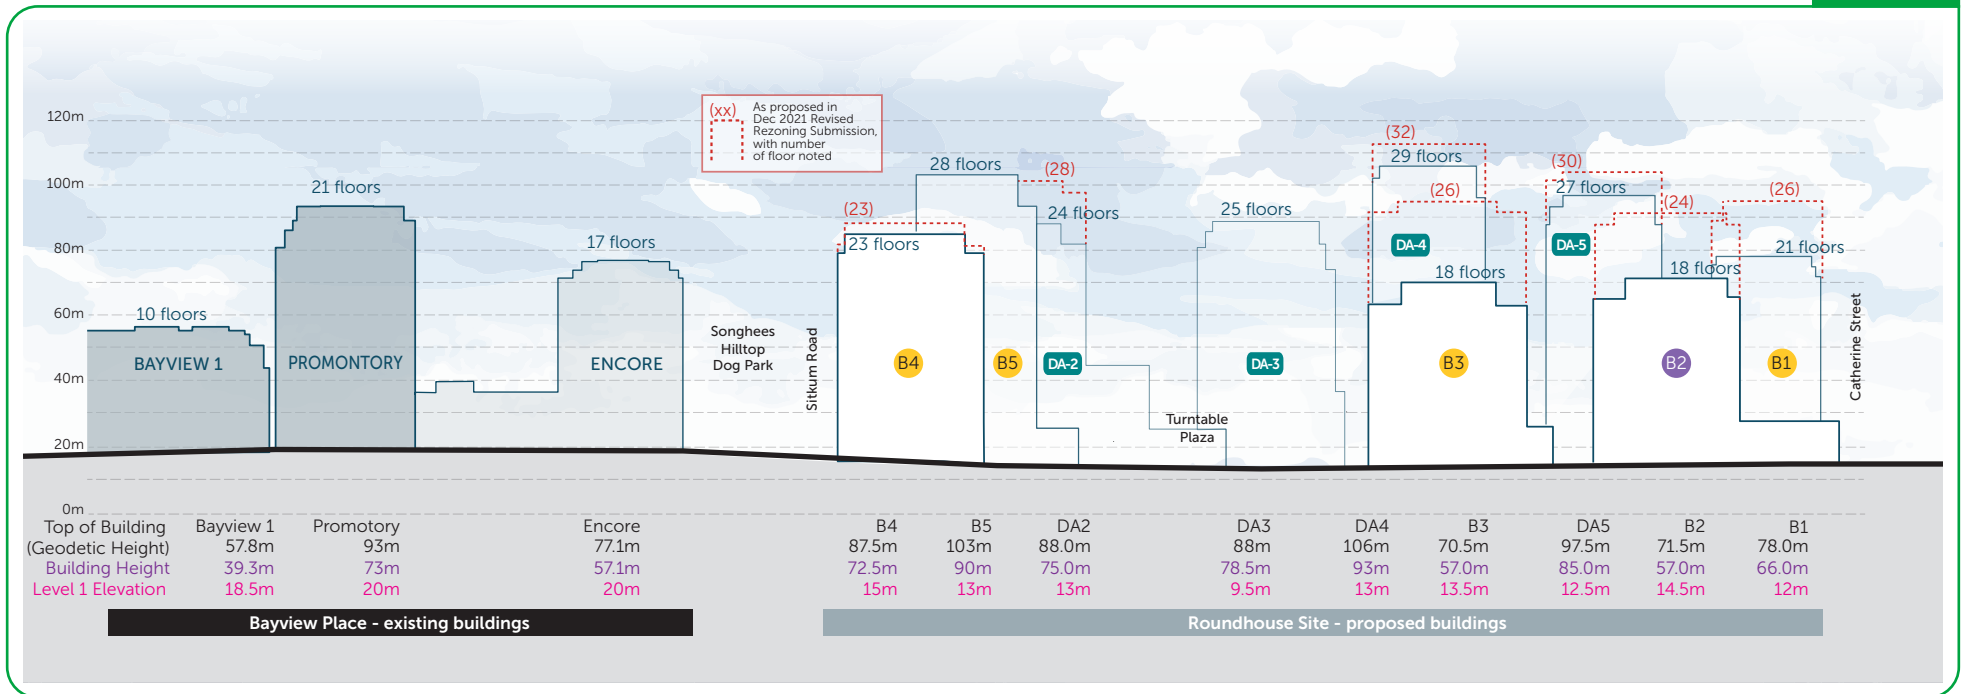 (xx)
As proposed in
Dec 2021 Revised
Rezoning Submission,
with number
of floor noted
120m
100m
80m
60m
40m
20m
0m
10 floors
BAYVIEW 1
21 floors
PROMONTORY
17 floors
ENCORE
Songhees
Hilltop
Dog Park
Sitkum Road
(23)
23 floors
B4
28 floors
B5
(28)
24 floors
DA-2
25 floors
DA-3
Turntable
Plaza
(32)
29 floors
(26)
DA-4
18 floors
B3
(30)
27 floors
DA-5
(24)
18 floors
B2
(26)
21 floors
B1
Catherine Street
Top of Building Bayview 1 Promotory Encore B4 B5 DA2 DA3 DA4 B3 DA5 B2 B1
(Geodetic Height) 57.8m 93m 77.1m 87.5m 103m 88.0m 88m 106m 70.5m 97.5m 71.5m 78.0m
Building Height 39.3m 73m 57.1m 72.5m 90m 75.0m 78.5m 93m 57.0m 85.0m 57.0m 66.0m
Level 1 Elevation 18.5m 20m 20m 15m 13m 13m 9.5m 13m 13.5m 12.5m 14.5m 12m
Bayview Place - existing buildings
Roundhouse Site - proposed buildings